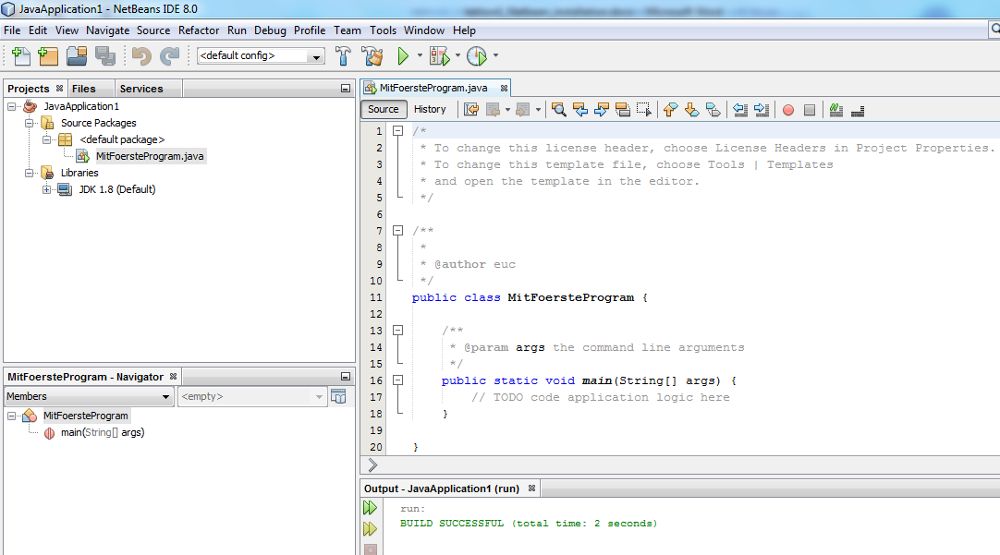 JavaApplication1 - NetBeans IDE 8.0
File Edit View Navigate Source Refactor Run Debug Profile Team Tools Window Help
<default config>
Projects Files Services
JavaApplication1
Source Packages
<default package>
MitFoersteProgram.java
Libraries
JDK 1.8 (Default)
MitFoersteProgram - Navigator
Members <empty>
MitFoersteProgram
main(String[] args)
MitFoersteProgram.java
Source History
1 /*
2 * To change this license header, choose License Headers in Project Properties.
3 * To change this template file, choose Tools | Templates
4 * and open the template in the editor.
5 */
6
7 /**
8 *
9 * @author euc
10 */
11 public class MitFoersteProgram {
12
13 /**
14 * @param args the command line arguments
15 */
16 public static void main(String[] args) {
17 // TODO code application logic here
18 }
19
20 }
Output - JavaApplication1 (run)
run:
BUILD SUCCESSFUL (total time: 2 seconds)